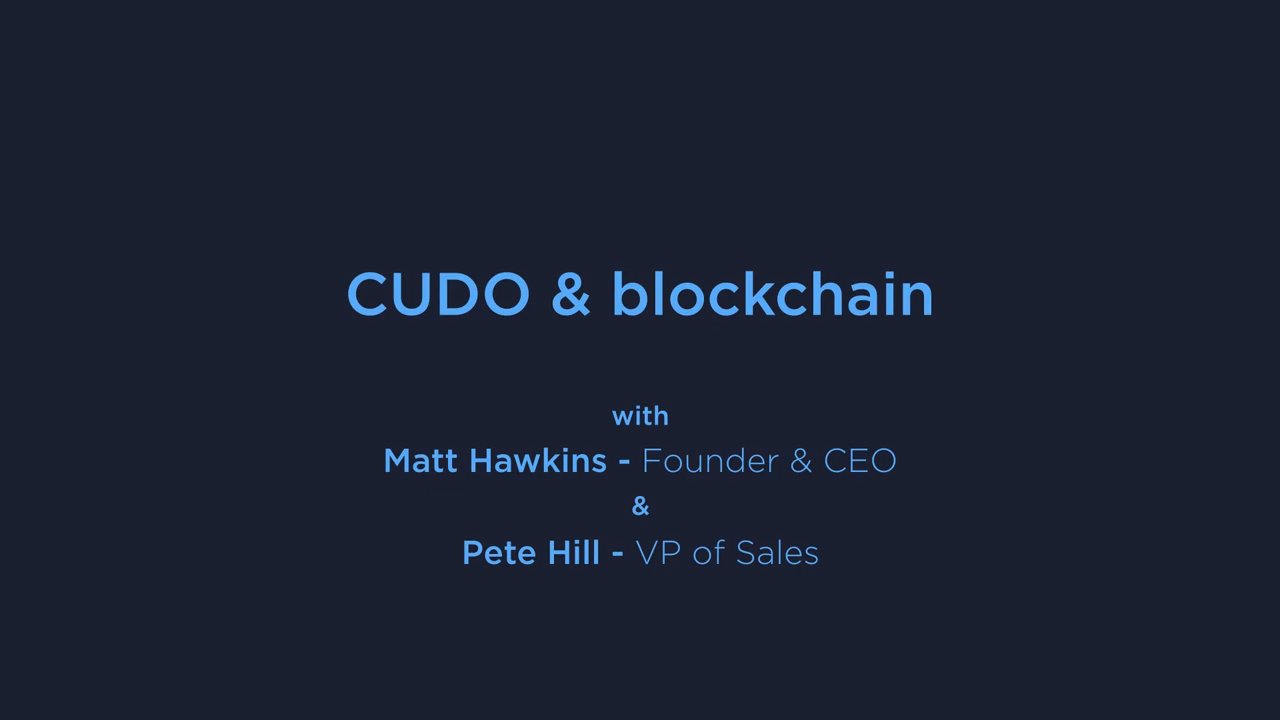 CUDO & blockchain
with
Matt Hawkins - Founder & CEO
&
Pete Hill - VP of Sales